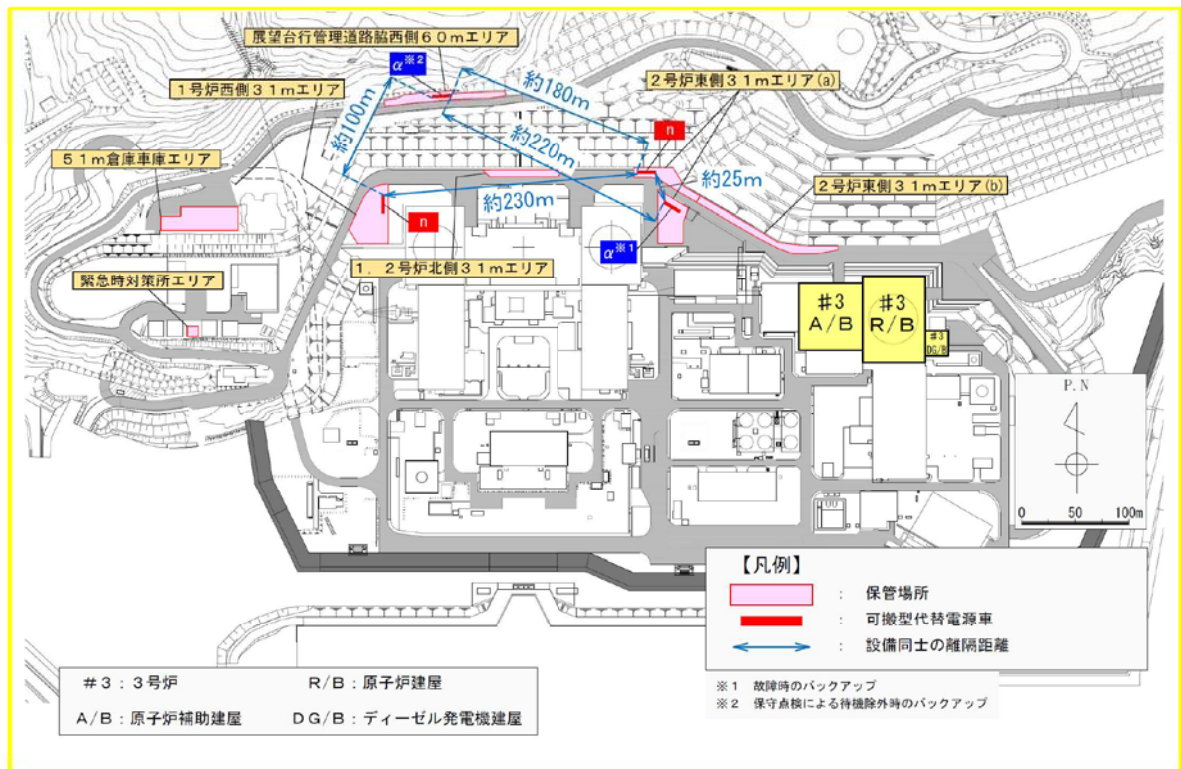 展望台行管理道路脇西側60mエリア
α※2
1号炉西側31mエリア
約180m
2号炉東側31mエリア(a)
約100m
n
約220m
51m倉庫車庫エリア
約25m
2号炉東側31mエリア(b)
約230m
n
α※1
1,2号炉北側31mエリア
緊急時対策所エリア
#3
A/B
#3
R/B
#3
DG/B
P.N
0 50 100m
【凡例】
: 保管場所
: 可搬型代替電源車
: 設備同士の離隔距離
#3:3号炉 R/B:原子炉建屋
A/B:原子炉補助建屋 DG/B:ディーゼル発電機建屋
※1 故障時のバックアップ
※2 保守点検による待機除外時のバックアップ